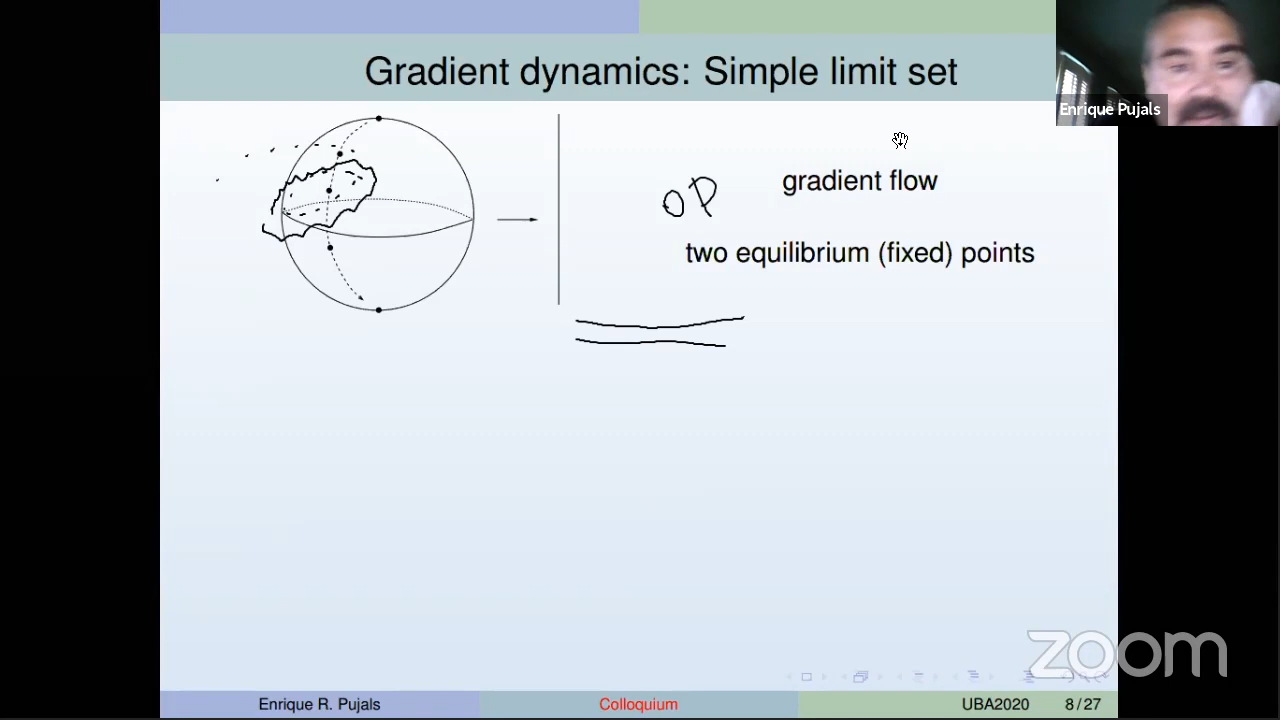 Gradient dynamics: Simple limit set
Enrique Pujals
gradient flow
OP
two equilibrium (fixed) points
zoom
Enrique R. Pujals
Colloquium
UBA2020
8/27